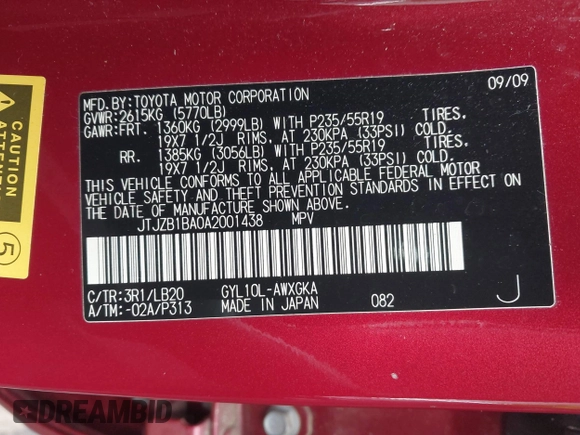 MFD.BY:TOYOTA MOTOR CORPORATION 09/09
GVWR:2615KG (5770LB)
GAWR:FRT. 1360KG (2999LB) WITH P235/55R19 TIRES.
19X7 1/2J RIMS, AT 230KPA (33PSI) COLD.
RR. 1385KG (3056LB) WITH P235/55R19 TIRES.
19X7 1/2J RIMS, AT 230KPA (33PSI) COLD.
THIS VEHICLE CONFORMS TO ALL APPLICABLE FEDERAL MOTOR
VEHICLE SAFETY AND THEFT PREVENTION STANDARDS IN EFFECT
ON THE DATE OF MANUFACTURE SHOWN ABOVE.
JTJZB1BA0A2001438 MPV
C/TR:3R1/LB20 GYL10L-AWXGKA
A/TM:-02A/P313 MADE IN JAPAN 082 J
5
DREAMBID